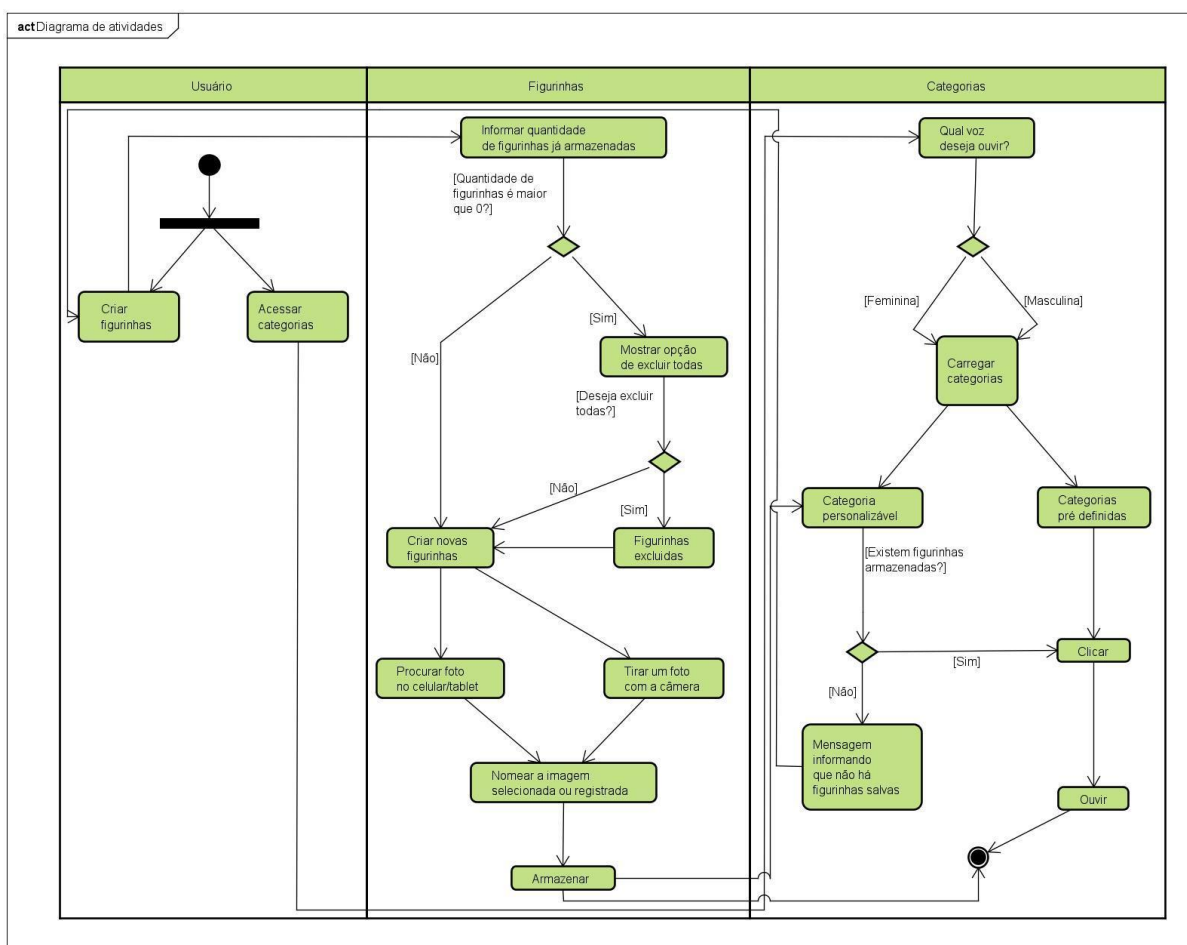 act Diagrama de atividades
Usuário
Figurinhas
Categorias
Criar
figurinhas
Acessar
categorias
Informar quantidade
de figurinhas já armazenadas
[Quantidade de
figurinhas é maior
que 0?]
[Não]
[Sim]
Mostrar opção
de excluir todas
[Deseja excluir
todas?]
[Não]
[Sim]
Criar novas
figurinhas
Figurinhas
excluidas
Procurar foto
no celular/tablet
Tirar um foto
com a câmera
Nomear a imagem
selecionada ou registrada
Armazenar
Qual voz
deseja ouvir?
[Feminina]
[Masculina]
Carregar
categorias
Categoria
personalizável
Categorias
pré definidas
[Existem figurinhas
armazenadas?]
[Sim]
Clicar
[Não]
Mensagem
informando
que não há
figurinhas salvas
Ouvir